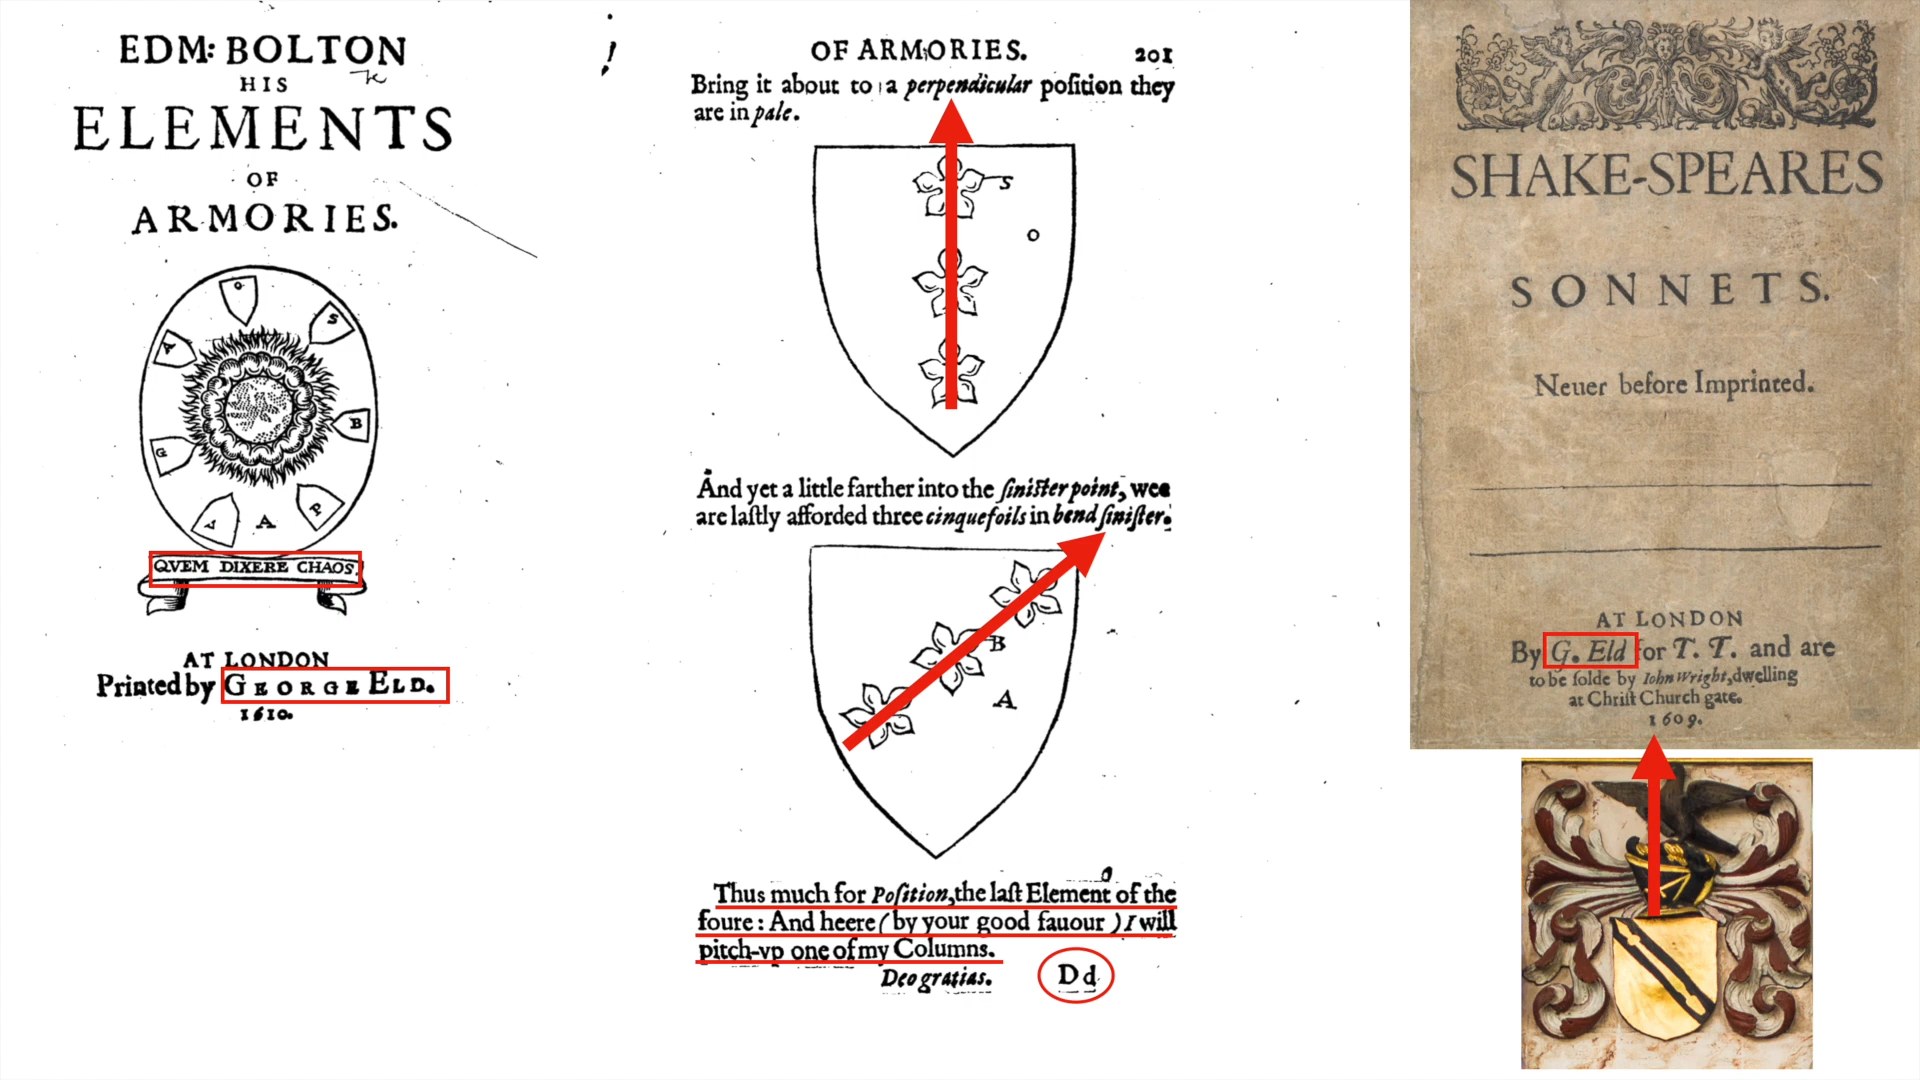 EDM: BOLTON
HIS
ELEMENTS
OF
ARMORIES.
O
S
A
B
G
P
V
A
QVEM DIXERE CHAOS.
AT LONDON
Printed by GEORGE ELD.
1610.
OF ARMORIES. 201
Bring it about to a perpendicular poſition they
are in pale.
S
O
And yet a little farther into the ſiniſter point, wee
are laſtly afforded three cinquefoils in bend ſiniſter.
B
A
Thus much for Poſition, the laſt Element of the
foure: And heere (by your good fauour) I will
pitch-vp one of my Columns.
Deo gratias. Dd
SHAKE-SPEARES
SONNETS.
Neuer before Imprinted.
AT LONDON
By G. Eld for T. T. and are
to be ſolde by Iohn Wright, dwelling
at Chriſt Church gate.
1609.